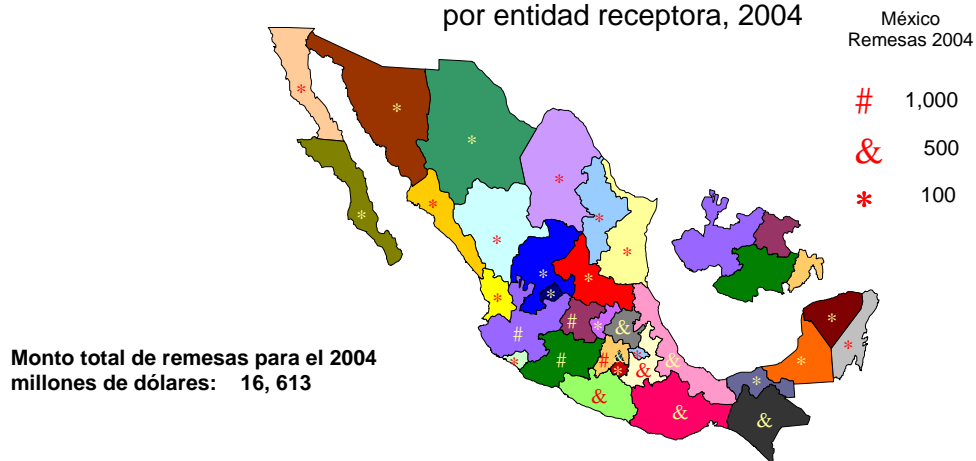 por entidad receptora, 2004
México
Remesas 2004
# 1,000
& 500
* 100
Monto total de remesas para el 2004
millones de dólares: 16, 613